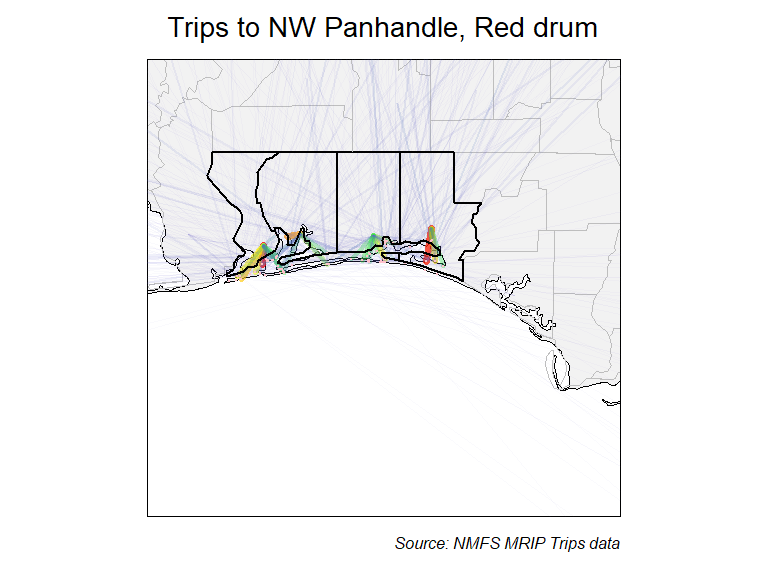 Trips to NW Panhandle, Red drum
Source: NMFS MRIP Trips data